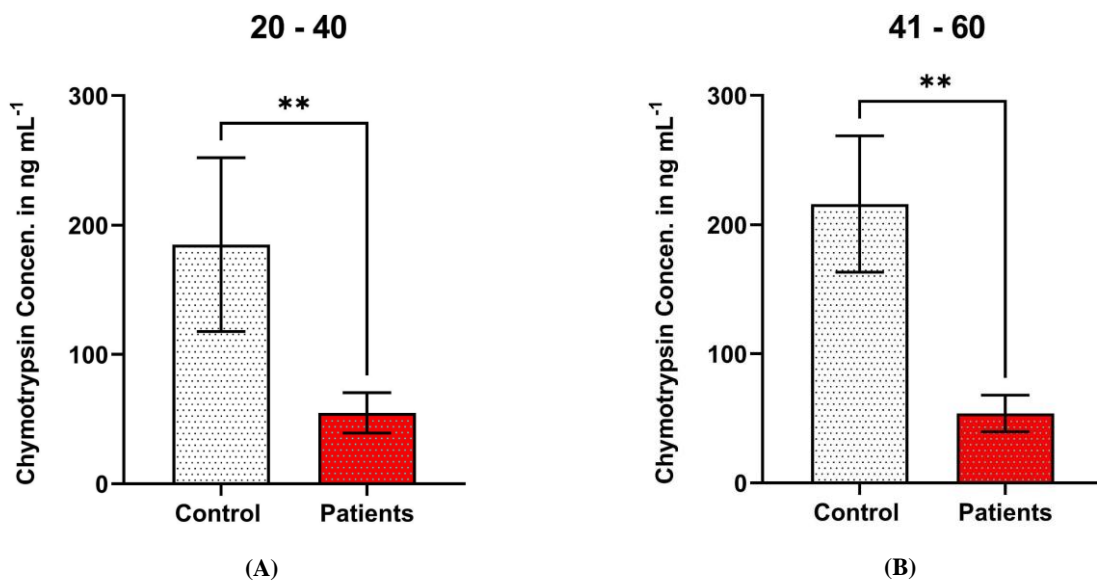 20 - 40
Chymotrypsin Concen. in ng mL-1
300
200
100
0
**
Control
Patients
(A)
41 - 60
Chymotrypsin Concen. in ng mL-1
300
200
100
0
**
Control
Patients
(B)